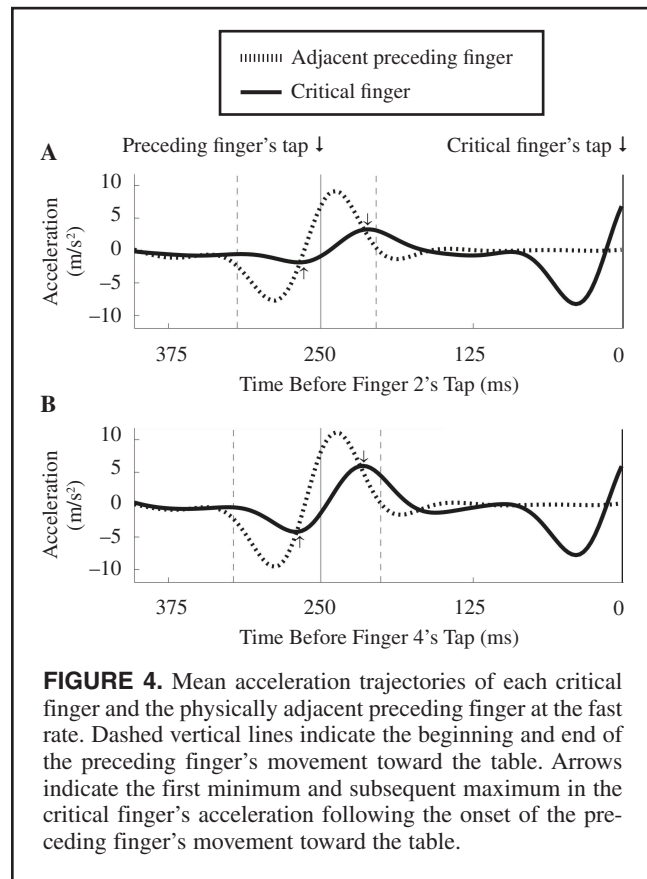 Adjacent preceding finger
Critical finger
A
Preceding finger's tap ↓
Critical finger's tap ↓
Acceleration
(m/s²)
10
5
0
−5
−10
375
250
125
0
Time Before Finger 2's Tap (ms)
B
Acceleration
(m/s²)
10
5
0
−5
−10
375
250
125
0
Time Before Finger 4's Tap (ms)
FIGURE 4. Mean acceleration trajectories of each critical
finger and the physically adjacent preceding finger at the fast
rate. Dashed vertical lines indicate the beginning and end of
the preceding finger's movement toward the table. Arrows
indicate the first minimum and subsequent maximum in the
critical finger's acceleration following the onset of the pre-
ceding finger's movement toward the table.